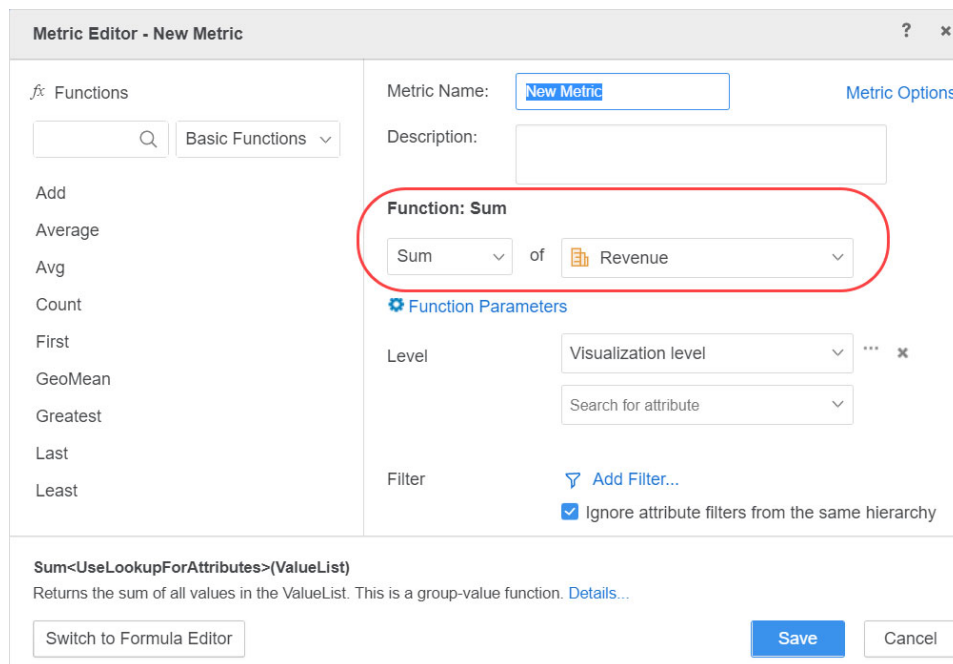 Metric Editor - New Metric ?
fx Functions
Basic Functions
Add
Average
Avg
Count
First
GeoMean
Greatest
Last
Least
Metric Name: New Metric Metric Options
Description:
Function: Sum
Sum of Revenue
Function Parameters
Level Visualization level ...
Search for attribute
Filter Add Filter...
Ignore attribute filters from the same hierarchy
Sum<UseLookupForAttributes>(ValueList)
Returns the sum of all values in the ValueList. This is a group-value function. Details...
Switch to Formula Editor Save Cancel